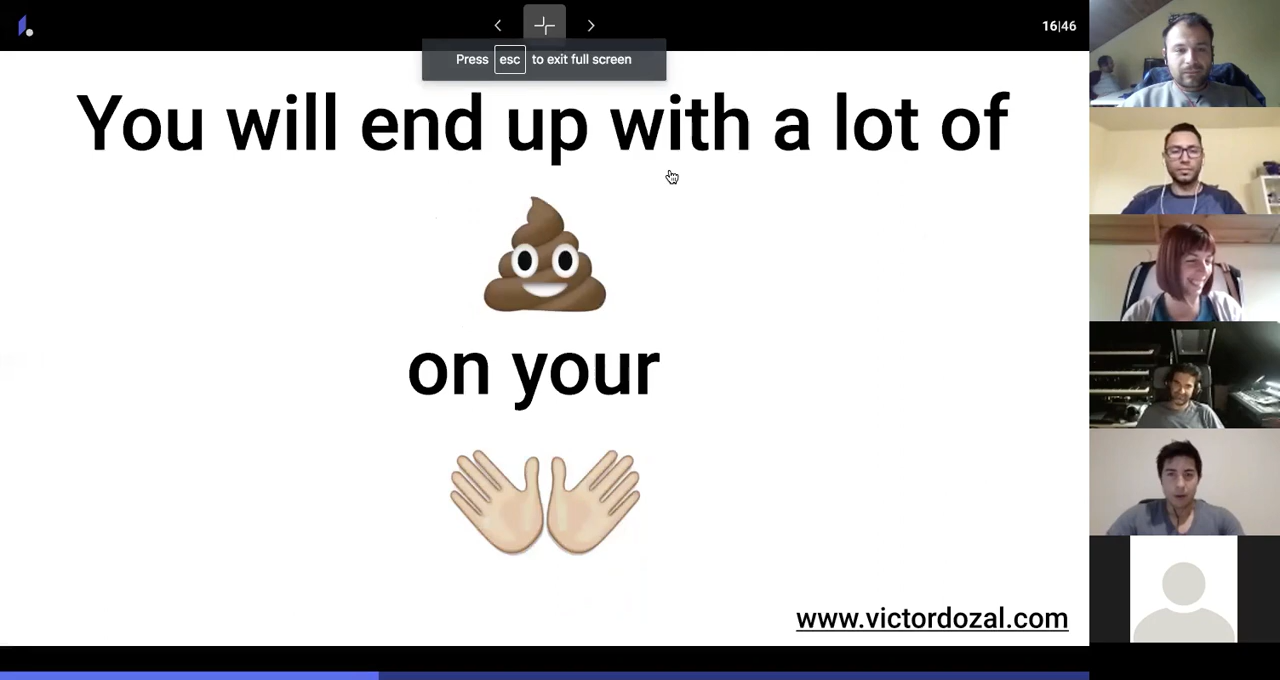 16|46
Press esc to exit full screen
You will end up with a lot of
on your
www.victordozal.com